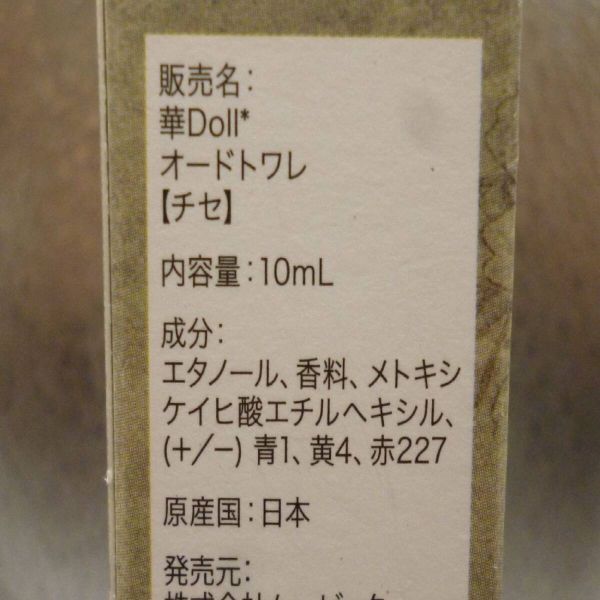 販売名:
華Doll*
オードトワレ
【チセ】
内容量:10mL
成分:
エタノール、香料、メトキシ
ケイヒ酸エチルヘキシル、
(+/−) 青1、黄4、赤227
原産国:日本
発売元: